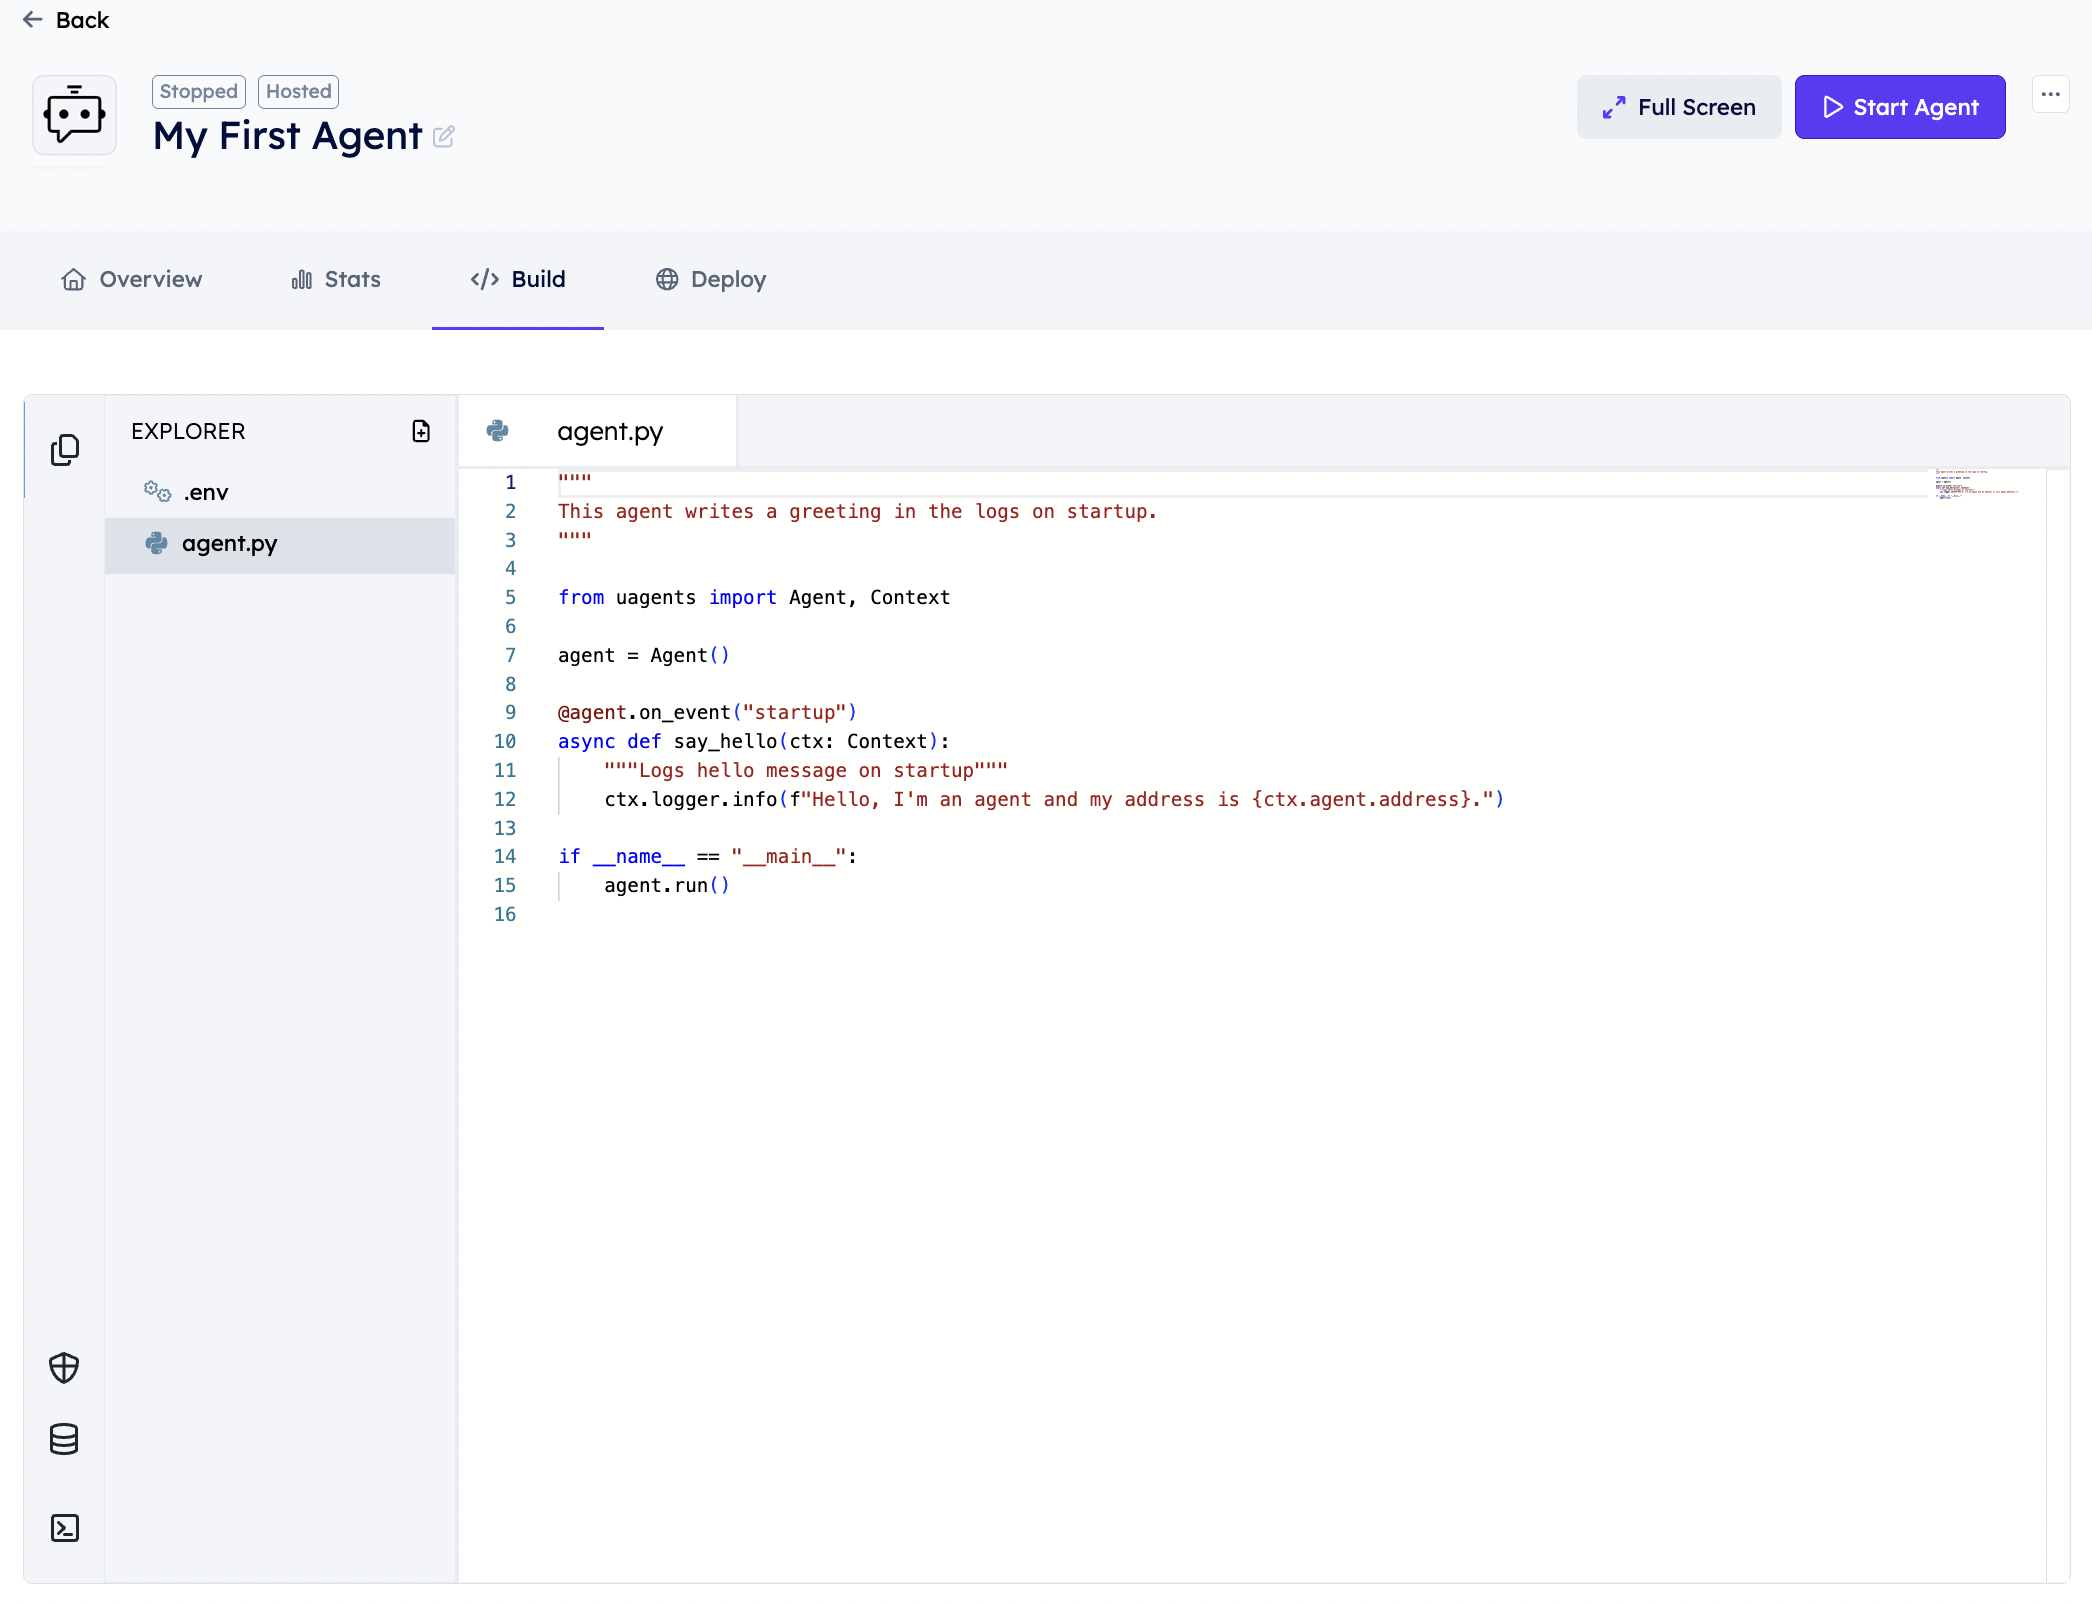 Back
Stopped Hosted
My First Agent
Full Screen
Start Agent
...
Overview
Stats
</> Build
Deploy
EXPLORER
.env
agent.py
agent.py
1 """
2 This agent writes a greeting in the logs on startup.
3 """
4
5 from uagents import Agent, Context
6
7 agent = Agent()
8
9 @agent.on_event("startup")
10 async def say_hello(ctx: Context):
11     """Logs hello message on startup"""
12     ctx.logger.info(f"Hello, I'm an agent and my address is {ctx.agent.address}.")
13
14 if __name__ == "__main__":
15     agent.run()
16